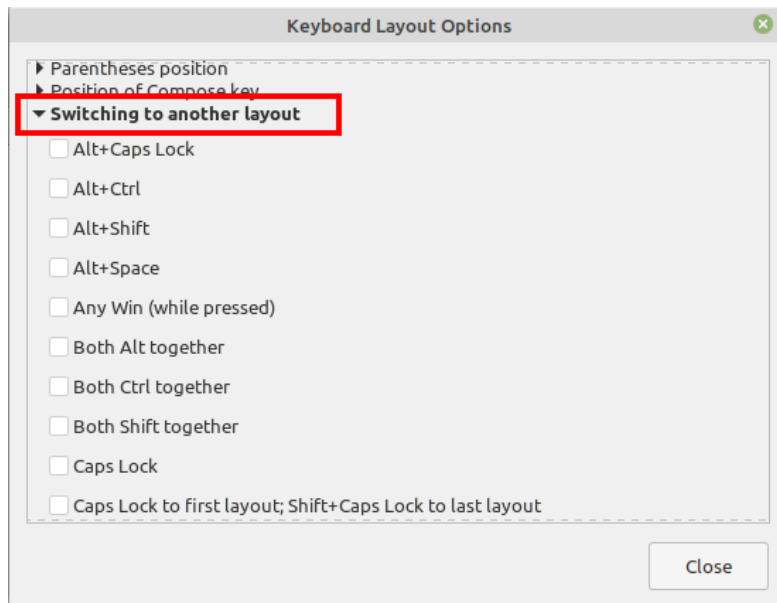 Keyboard Layout Options
Parentheses position
Position of Compose key
Switching to another layout
Alt+Caps Lock
Alt+Ctrl
Alt+Shift
Alt+Space
Any Win (while pressed)
Both Alt together
Both Ctrl together
Both Shift together
Caps Lock
Caps Lock to first layout; Shift+Caps Lock to last layout
Close